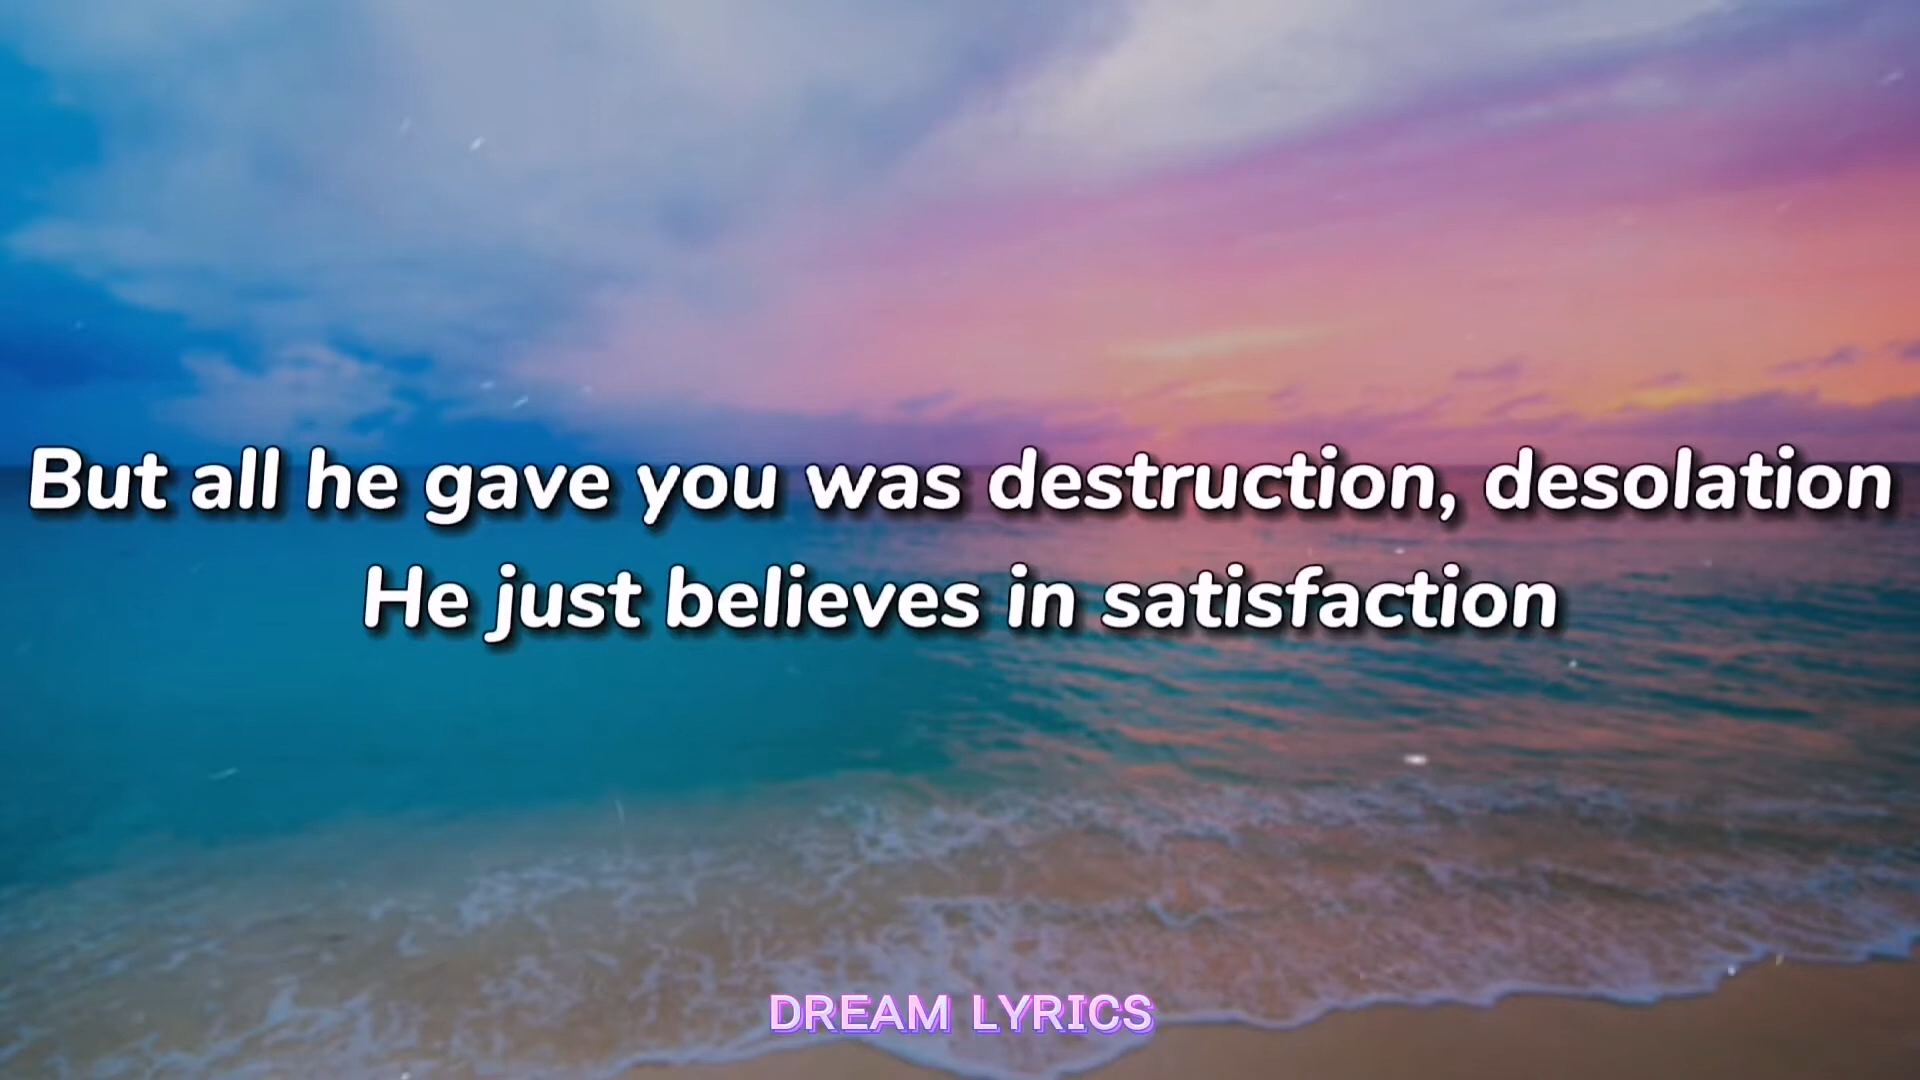 But all he gave you was destruction, desolation
He just believes in satisfaction
DREAM LYRICS